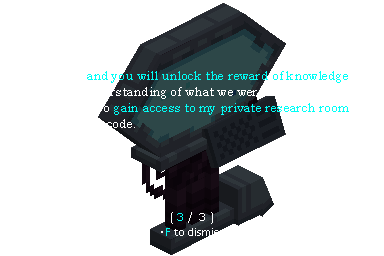 and you will unlock the reward of knowledge
rstanding of what we were
o gain access to my private research room
code.
( 3 / 3 )
·F to dismis